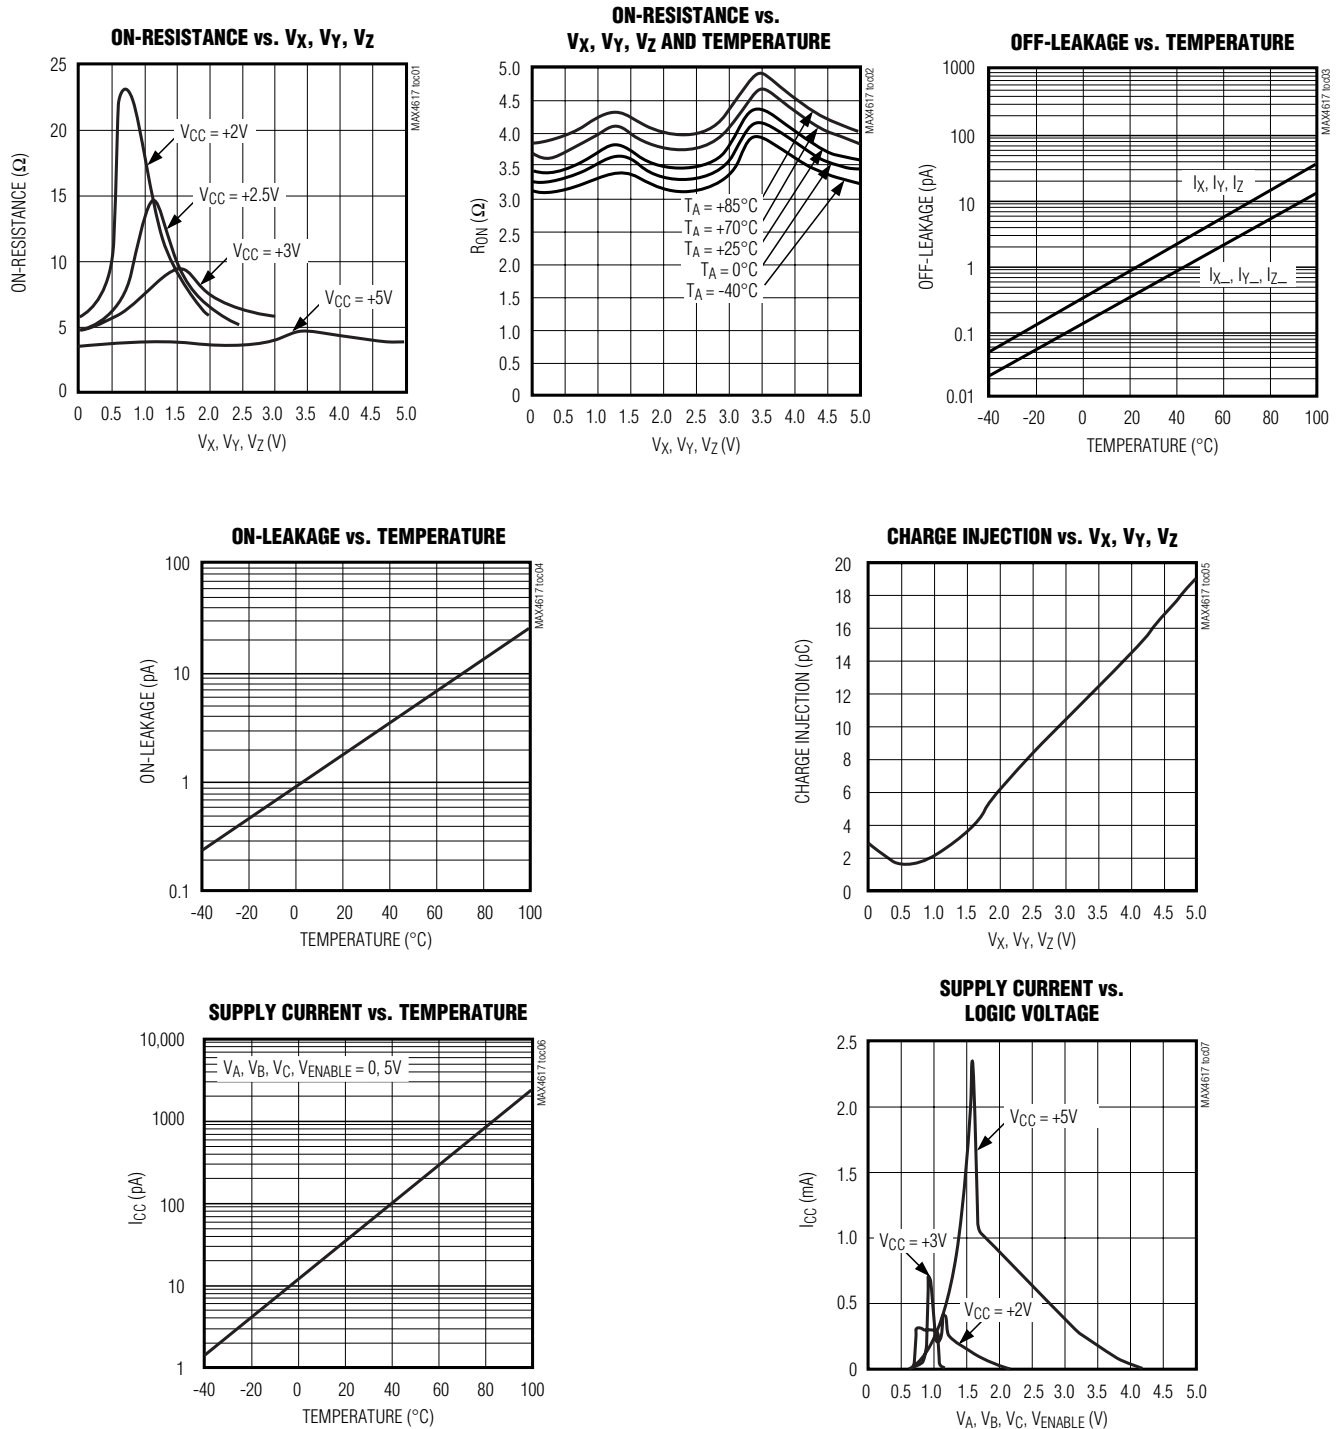 ON-RESISTANCE vs. VX, VY, VZ
25
20
15
10
5
0
ON-RESISTANCE (Ω)
VCC = +2V
VCC = +2.5V
VCC = +3V
VCC = +5V
MAX4617 toc01
0 0.5 1.0 1.5 2.0 2.5 3.0 3.5 4.0 4.5 5.0
VX, VY, VZ (V)
ON-RESISTANCE vs.
VX, VY, VZ AND TEMPERATURE
5.0
4.5
4.0
3.5
3.0
2.5
2.0
1.5
1.0
0.5
0
RON (Ω)
TA = +85°C
TA = +70°C
TA = +25°C
TA = 0°C
TA = -40°C
MAX4617 toc02
0 0.5 1.0 1.5 2.0 2.5 3.0 3.5 4.0 4.5 5.0
VX, VY, VZ (V)
OFF-LEAKAGE vs. TEMPERATURE
1000
100
10
1
0.1
0.01
OFF-LEAKAGE (pA)
IX, IY, IZ
IX_, IY_, IZ_
MAX4617 toc03
-40 -20 0 20 40 60 80 100
TEMPERATURE (°C)
ON-LEAKAGE vs. TEMPERATURE
100
10
1
0.1
ON-LEAKAGE (pA)
MAX4617 toc04
-40 -20 0 20 40 60 80 100
TEMPERATURE (°C)
CHARGE INJECTION vs. VX, VY, VZ
20
18
16
14
12
10
8
6
4
2
0
CHARGE INJECTION (pC)
MAX4617 toc05
0 0.5 1.0 1.5 2.0 2.5 3.0 3.5 4.0 4.5 5.0
VX, VY, VZ (V)
SUPPLY CURRENT vs. TEMPERATURE
10,000
1000
100
10
1
ICC (pA)
VA, VB, VC, VENABLE = 0, 5V
MAX4617 toc06
-40 -20 0 20 40 60 80 100
TEMPERATURE (°C)
SUPPLY CURRENT vs.
LOGIC VOLTAGE
2.5
2.0
1.5
1.0
0.5
0
ICC (mA)
VCC = +5V
VCC = +3V
VCC = +2V
MAX4617 toc07
0 0.5 1.0 1.5 2.0 2.5 3.0 3.5 4.0 4.5 5.0
VA, VB, VC, VENABLE (V)